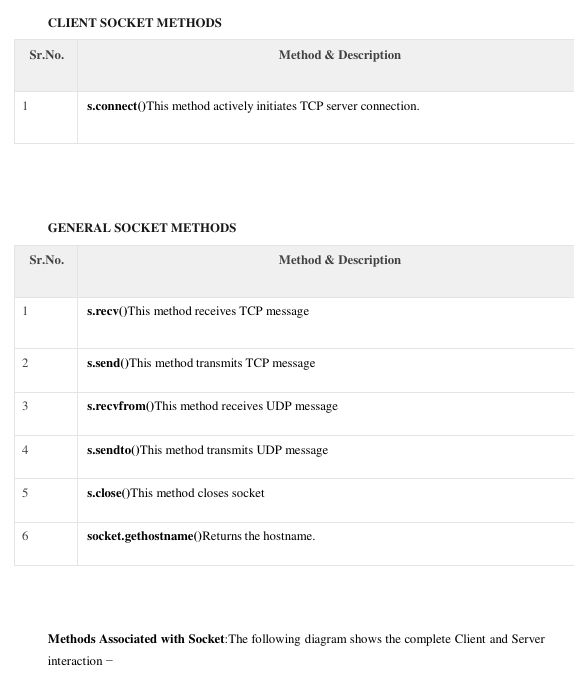 CLIENT SOCKET METHODS
Sr.No. Method & Description
1 s.connect()This method actively initiates TCP server connection.
GENERAL SOCKET METHODS
Sr.No. Method & Description
1 s.recv()This method receives TCP message
2 s.send()This method transmits TCP message
3 s.recvfrom()This method receives UDP message
4 s.sendto()This method transmits UDP message
5 s.close()This method closes socket
6 socket.gethostname()Returns the hostname.
Methods Associated with Socket:The following diagram shows the complete Client and Server
interaction −